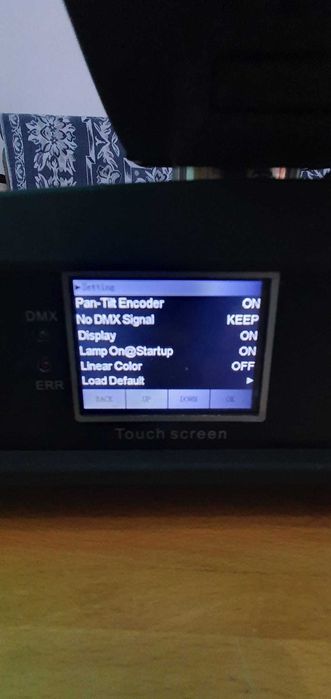 Setting
Pan-Tilt Encoder ON
No DMX Signal KEEP
Display ON
Lamp On@Startup ON
Linear Color OFF
Load Default
BACK UP DOWN OK
DMX
ERR
Touch screen